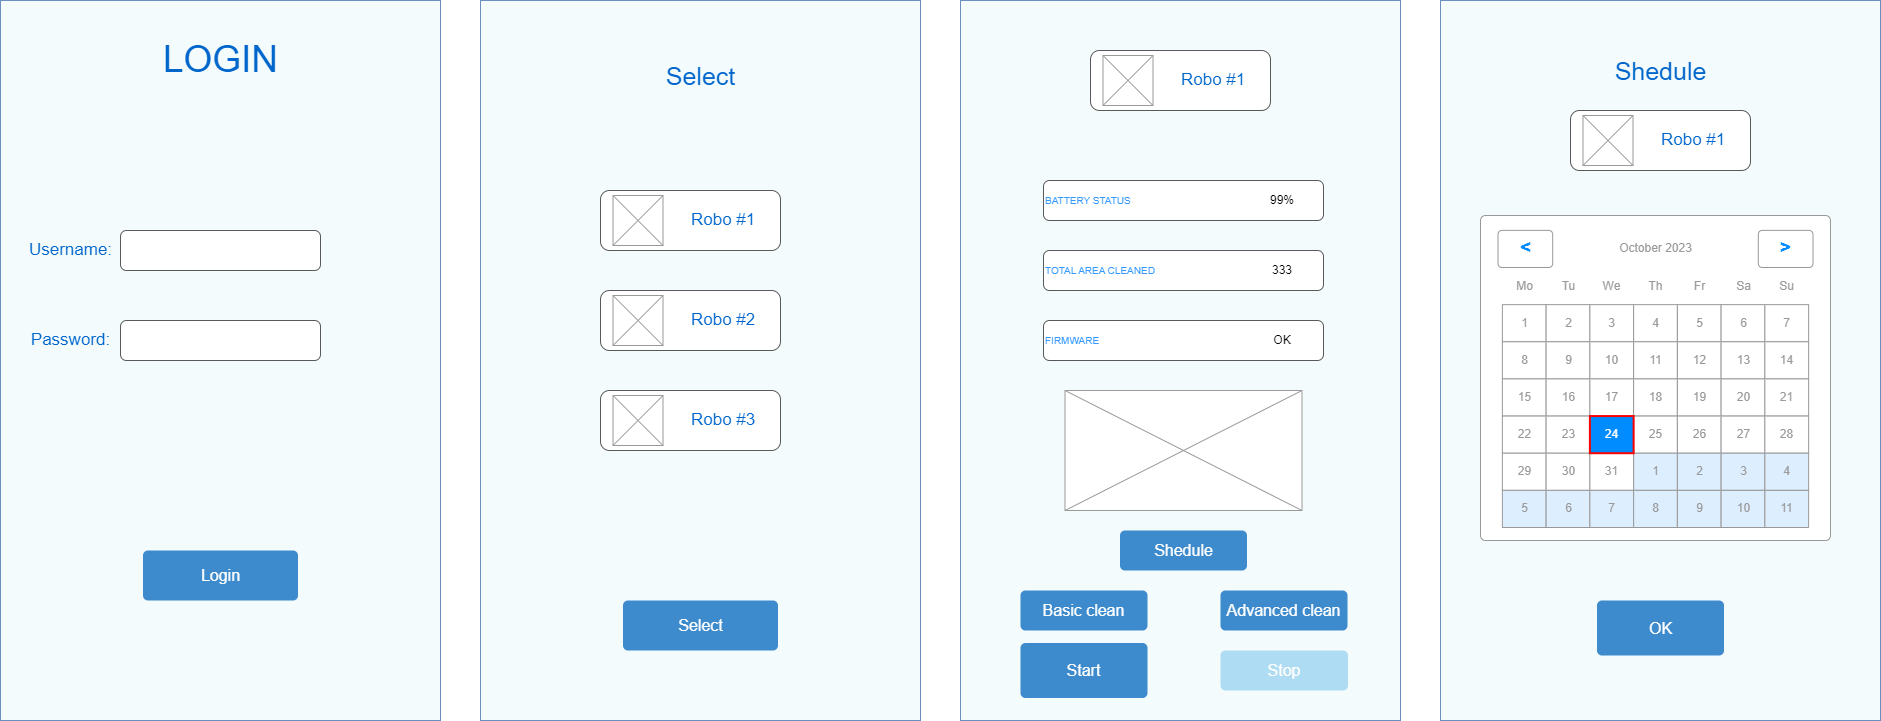 LOGIN
Username:
Password:
Login
Select
Robo #1
Robo #2
Robo #3
Select
Robo #1
BATTERY STATUS 99%
TOTAL AREA CLEANED 333
FIRMWARE OK
Shedule
Basic clean Advanced clean
Start Stop
Shedule
Robo #1
< October 2023 >
Mo Tu We Th Fr Sa Su
1 2 3 4 5 6 7
8 9 10 11 12 13 14
15 16 17 18 19 20 21
22 23 24 25 26 27 28
29 30 31 1 2 3 4
5 6 7 8 9 10 11
OK